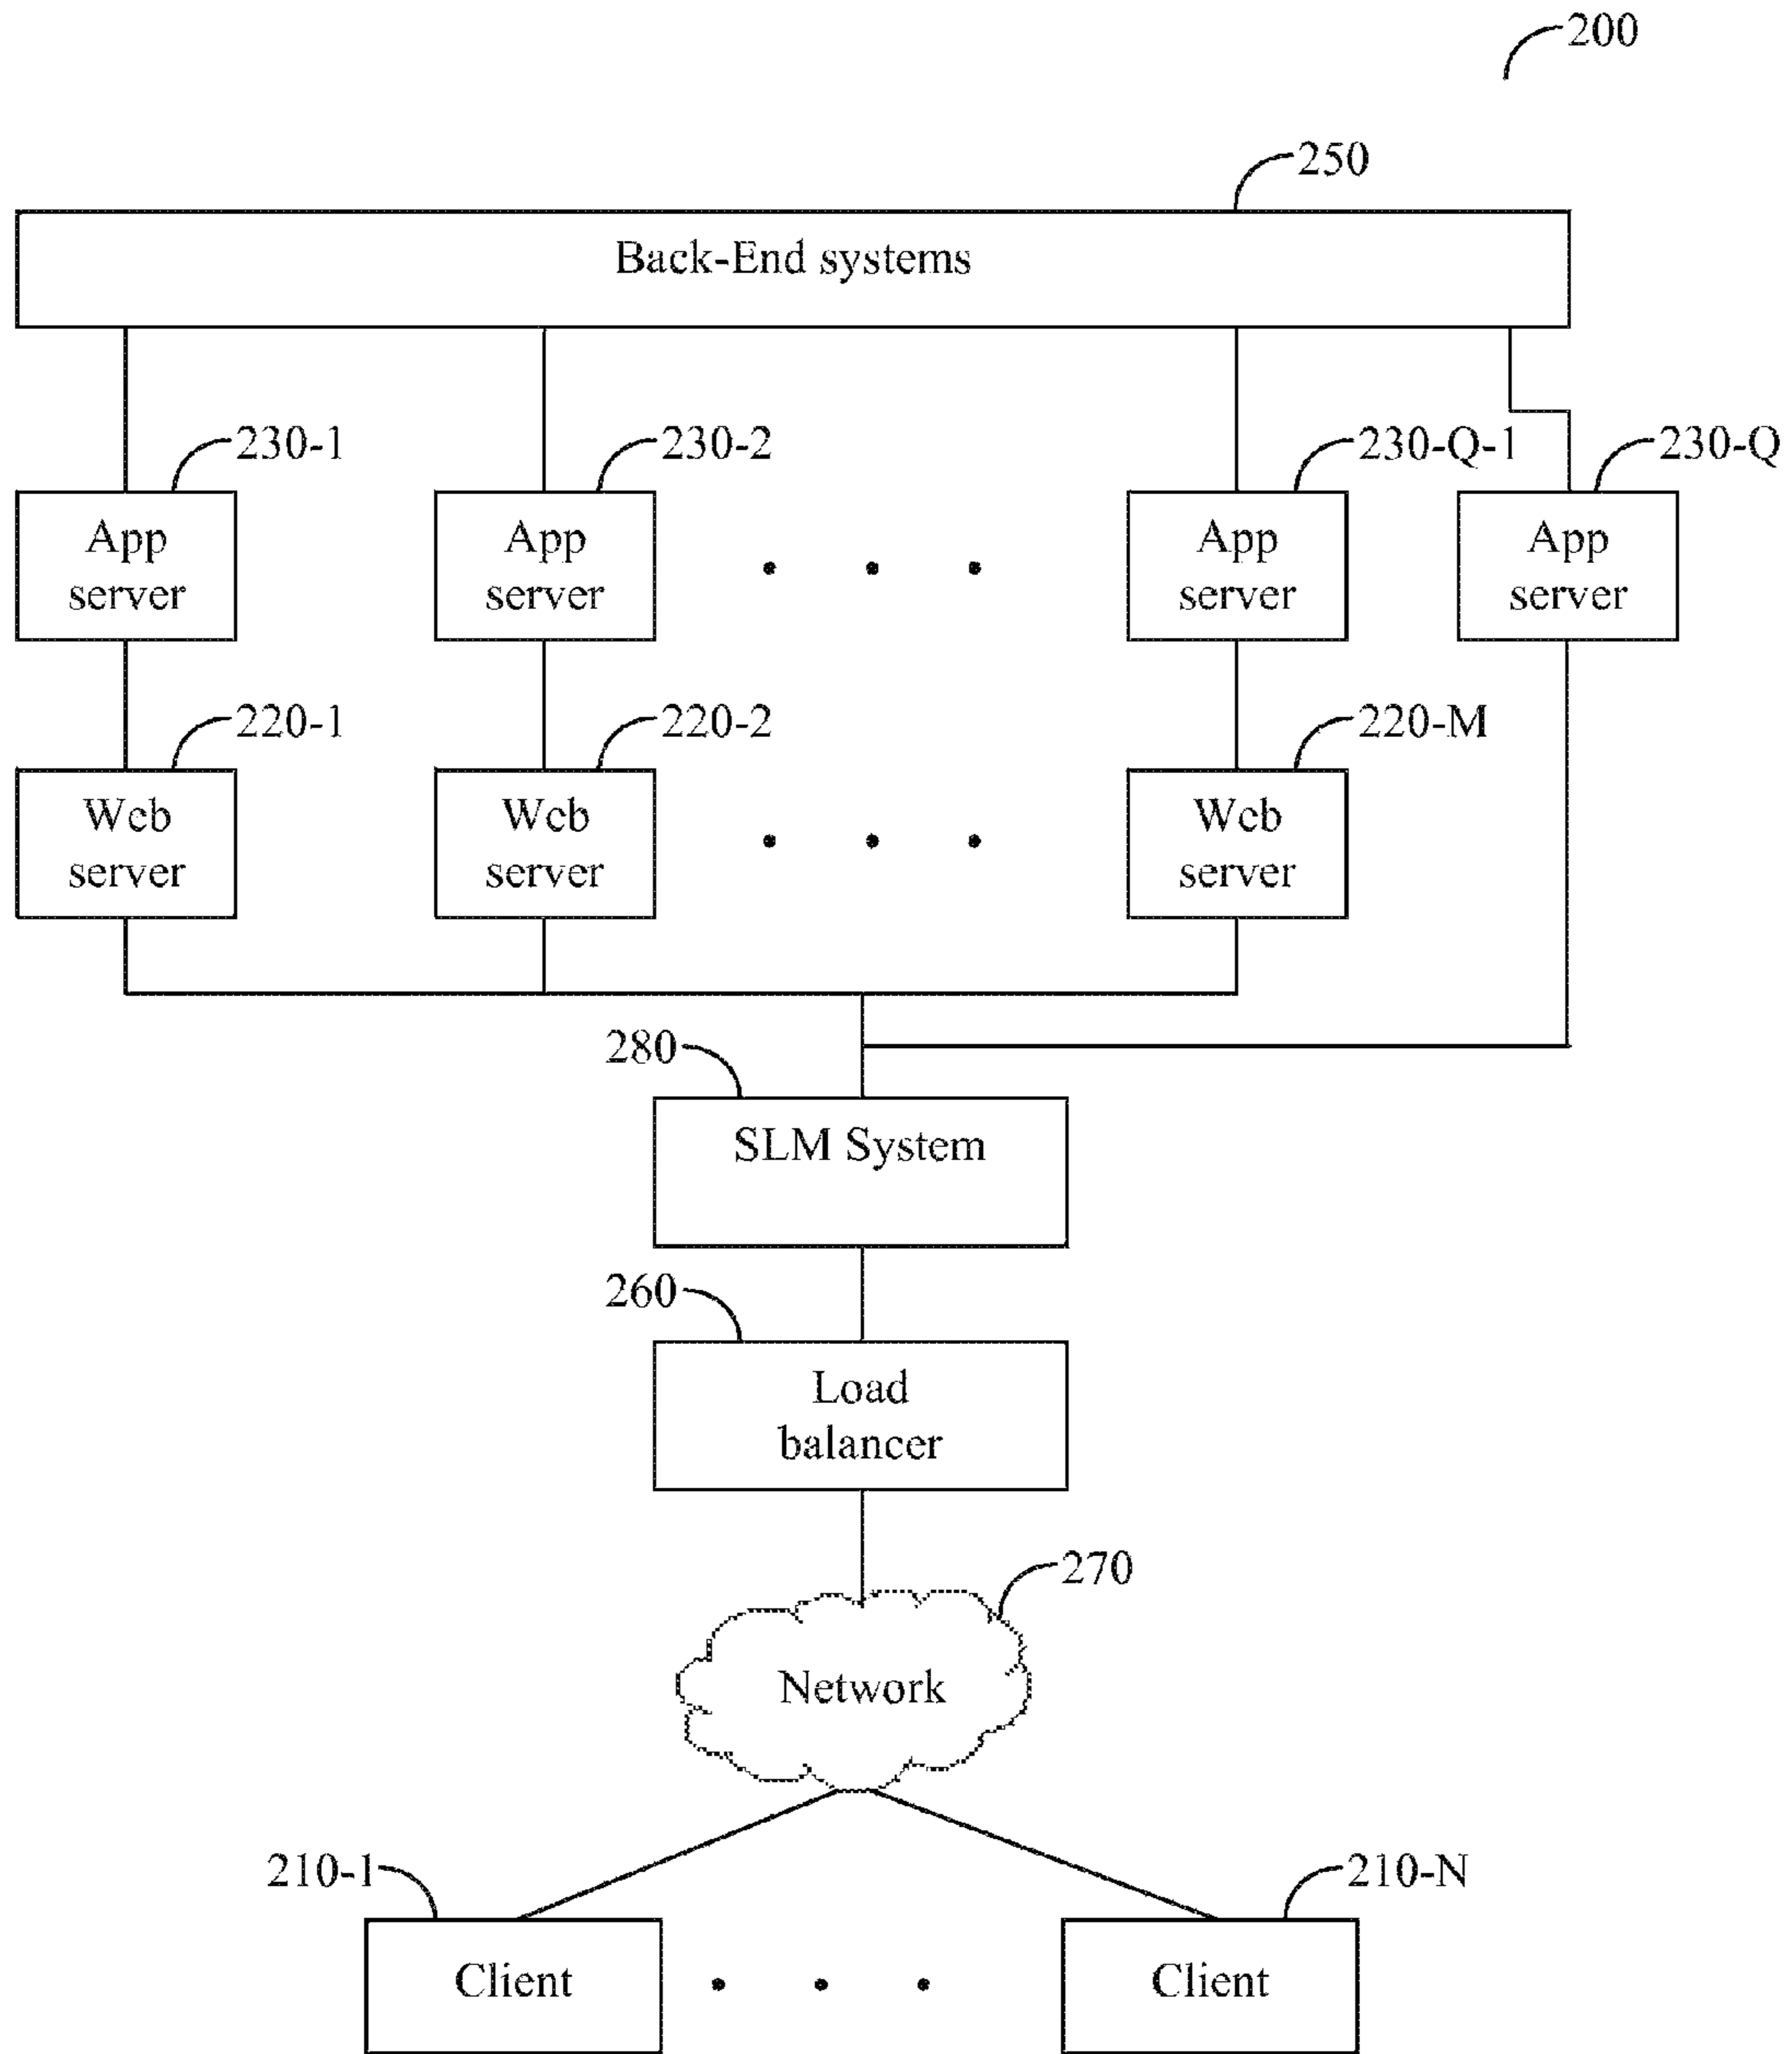 200
250
Back-End systems
230-1
230-2
230-Q-1
230-Q
App
server
App
server
App
server
App
server
220-1
220-2
220-M
Web
server
Web
server
Web
server
280
SLM System
260
Load
balancer
270
Network
210-1
210-N
Client
Client